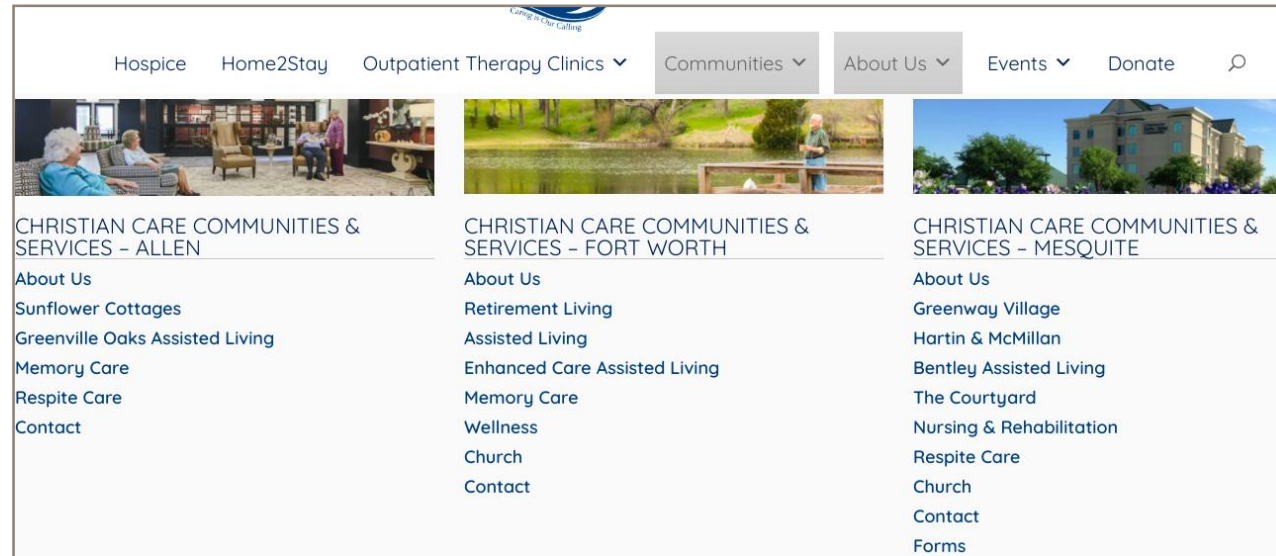 Caring is Our Calling
Hospice Home2Stay Outpatient Therapy Clinics Communities About Us Events Donate
CHRISTIAN CARE COMMUNITIES &
SERVICES – ALLEN
About Us
Sunflower Cottages
Greenville Oaks Assisted Living
Memory Care
Respite Care
Contact
CHRISTIAN CARE COMMUNITIES &
SERVICES – FORT WORTH
About Us
Retirement Living
Assisted Living
Enhanced Care Assisted Living
Memory Care
Wellness
Church
Contact
CHRISTIAN CARE COMMUNITIES &
SERVICES – MESQUITE
About Us
Greenway Village
Hartin & McMillan
Bentley Assisted Living
The Courtyard
Nursing & Rehabilitation
Respite Care
Church
Contact
Forms